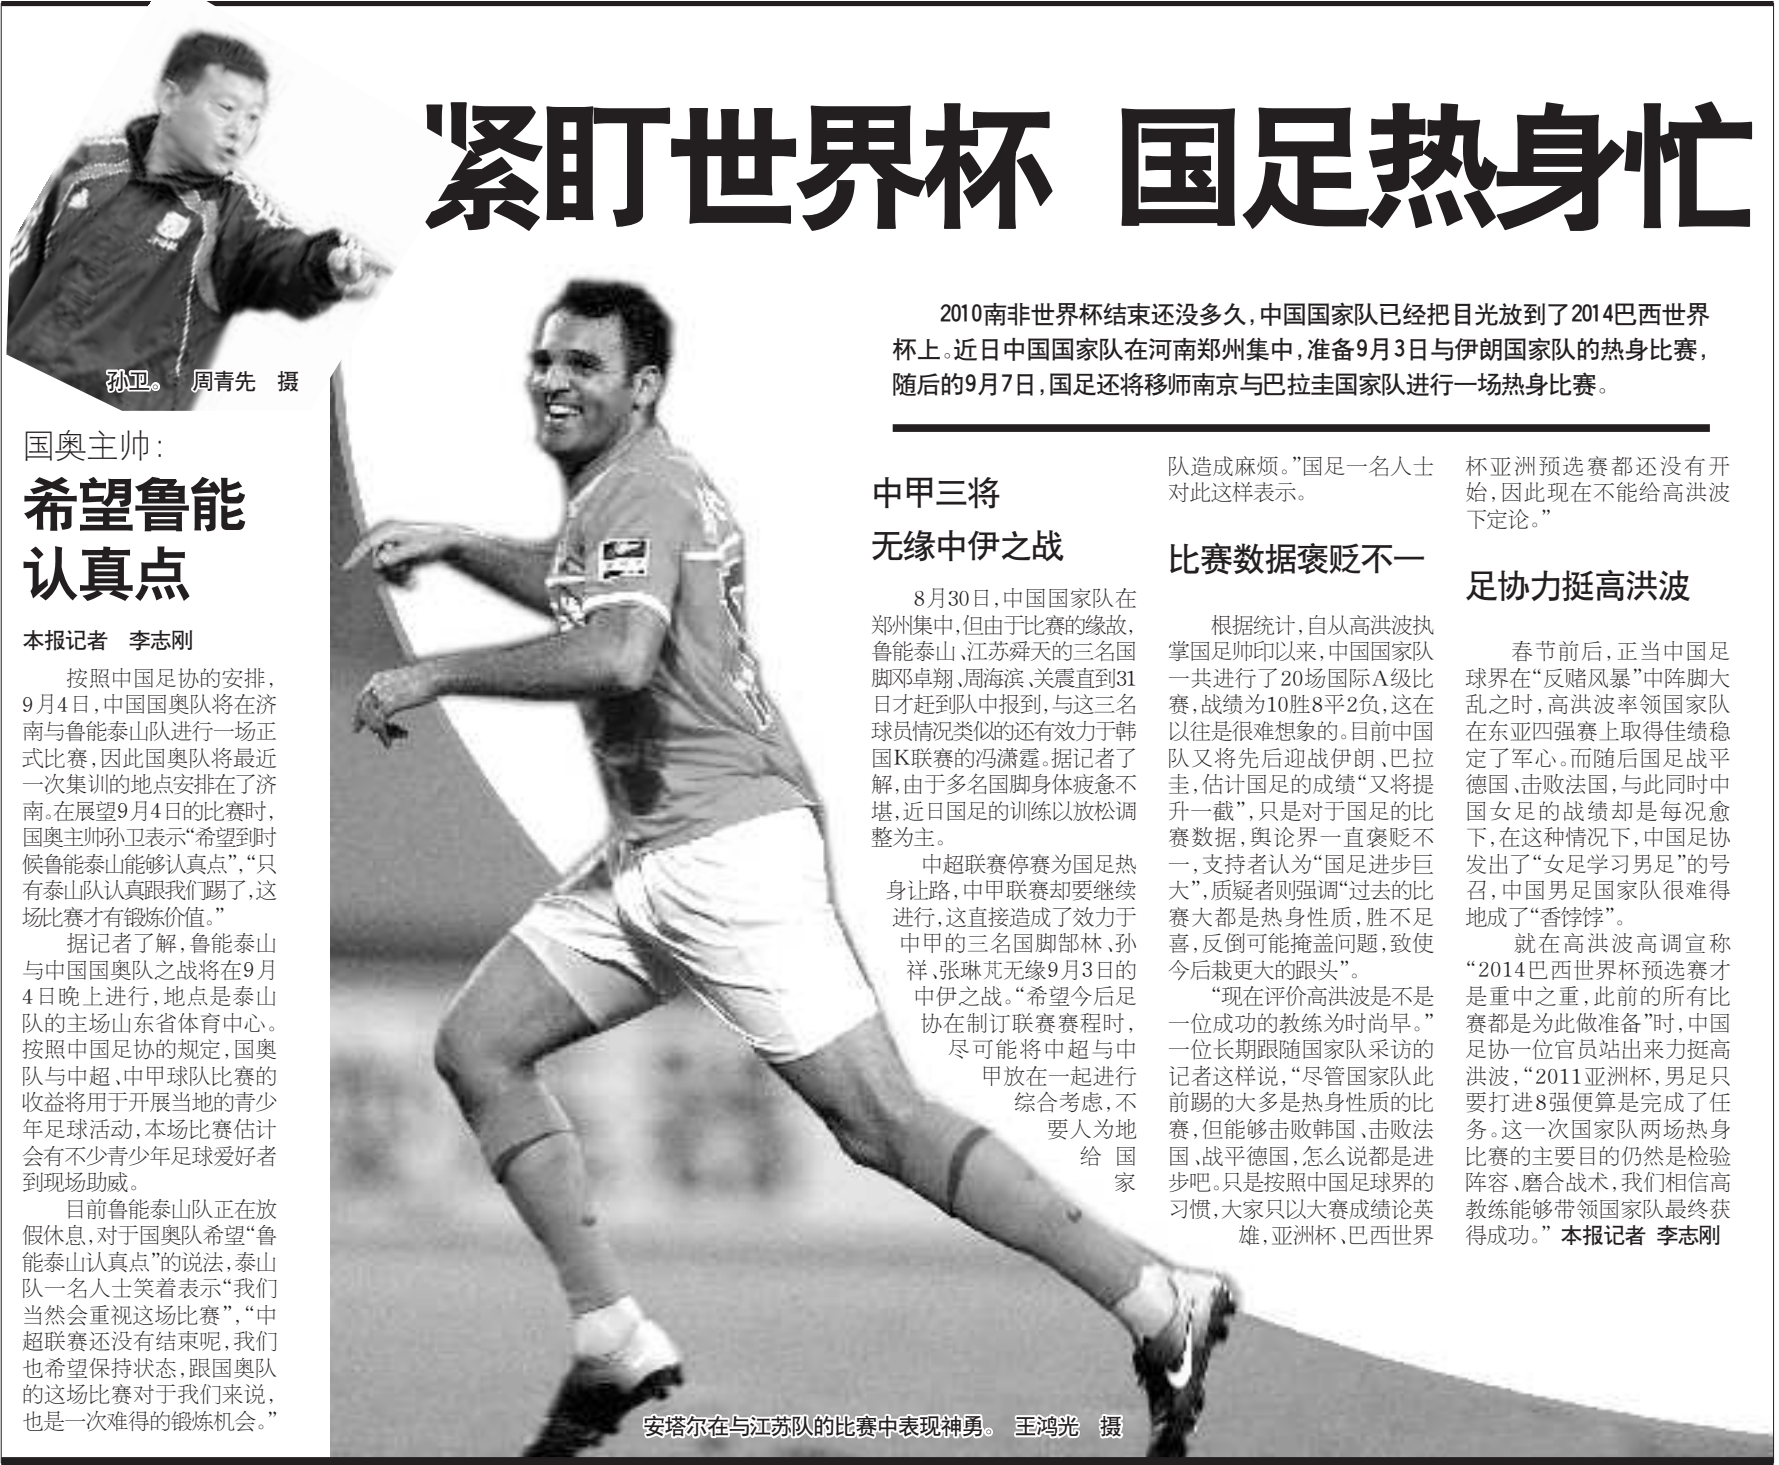 紧盯世界杯 国足热身忙
2010南非世界杯结束还没多久,中国国家队已经把目光放到了2014巴西世界
杯上。近日中国国家队在河南郑州集中,准备9月3日与伊朗国家队的热身比赛,
随后的9月7日,国足还将移师南京与巴拉圭国家队进行一场热身比赛。
孙卫。 周青先 摄
国奥主帅:
希望鲁能
认真点
本报记者 李志刚
按照中国足协的安排,
9月4日,中国国奥队将在济
南与鲁能泰山队进行一场正
式比赛,因此国奥队将最近
一次集训的地点安排在了济
南。在展望9月4日的比赛时,
国奥主帅孙卫表示“希望到时
候鲁能泰山能够认真点”,“只
有泰山队认真跟我们踢了,这
场比赛才有锻炼价值。”
据记者了解,鲁能泰山
与中国国奥队之战将在9月
4日晚上进行,地点是泰山
队的主场山东省体育中心。
按照中国足协的规定,国奥
队与中超、中甲球队比赛的
收益将用于开展当地的青少
年足球活动,本场比赛估计
会有不少青少年足球爱好者
到现场助威。
目前鲁能泰山队正在放
假休息,对于国奥队希望“鲁
能泰山认真点”的说法,泰山
队一名人士笑着表示“我们
当然会重视这场比赛”,“中
超联赛还没有结束呢,我们
也希望保持状态,跟国奥队
的这场比赛对于我们来说,
也是一次难得的锻炼机会。”
中甲三将
无缘中伊之战
8月30日,中国国家队在
郑州集中,但由于比赛的缘故,
鲁能泰山、江苏舜天的三名国
脚邓卓翔、周海滨、关震直到31
日才赶到队中报到,与这三名
球员情况类似的还有效力于韩
国K联赛的冯潇霆。据记者了
解,由于多名国脚身体疲惫不
堪,近日国足的训练以放松调
整为主。
中超联赛停赛为国足热
身让路,中甲联赛却要继续
进行,这直接造成了效力于
中甲的三名国脚郜林、孙
祥、张琳芃无缘9月3日的
中伊之战。“希望今后足
协在制订联赛赛程时,
尽可能将中超与中
甲放在一起进行
综合考虑,不
要人为地
给国
家
队造成麻烦。”国足一名人士
对此这样表示。
比赛数据褒贬不一
根据统计,自从高洪波执
掌国足帅印以来,中国国家队
一共进行了20场国际A级比
赛,战绩为10胜8平2负,这在
以往是很难想象的。目前中国
队又将先后迎战伊朗、巴拉
圭,估计国足的成绩“又将提
升一截”,只是对于国足的比
赛数据,舆论界一直褒贬不
一,支持者认为“国足进步巨
大”,质疑者则强调“过去的比
赛大都是热身性质,胜不足
喜,反倒可能掩盖问题,致使
今后栽更大的跟头”。
“现在评价高洪波是不是
一位成功的教练为时尚早。”
一位长期跟随国家队采访的
记者这样说,“尽管国家队此
前踢的大多是热身性质的比
赛,但能够击败韩国、击败法
国、战平德国,怎么说都是进
步吧。只是按照中国足球界的
习惯,大家只以大赛成绩论英
雄,亚洲杯、巴西世界
杯亚洲预选赛都还没有开
始,因此现在不能给高洪波
下定论。”
足协力挺高洪波
春节前后,正当中国足
球界在“反赌风暴”中阵脚大
乱之时,高洪波率领国家队
在东亚四强赛上取得佳绩稳
定了军心。而随后国足战平
德国、击败法国,与此同时中
国女足的战绩却是每况愈
下,在这种情况下,中国足协
发出了“女足学习男足”的号
召,中国男足国家队很难得
地成了“香饽饽”。
就在高洪波高调宣称
“2014巴西世界杯预选赛才
是重中之重,此前的所有比
赛都是为此做准备”时,中国
足协一位官员站出来力挺高
洪波,“2011亚洲杯,男足只
要打进8强便算是完成了任
务。这一次国家队两场热身
比赛的主要目的仍然是检验
阵容、磨合战术,我们相信高
教练能够带领国家队最终获
得成功。” 本报记者 李志刚
安塔尔在与江苏队的比赛中表现神勇。 王鸿光 摄